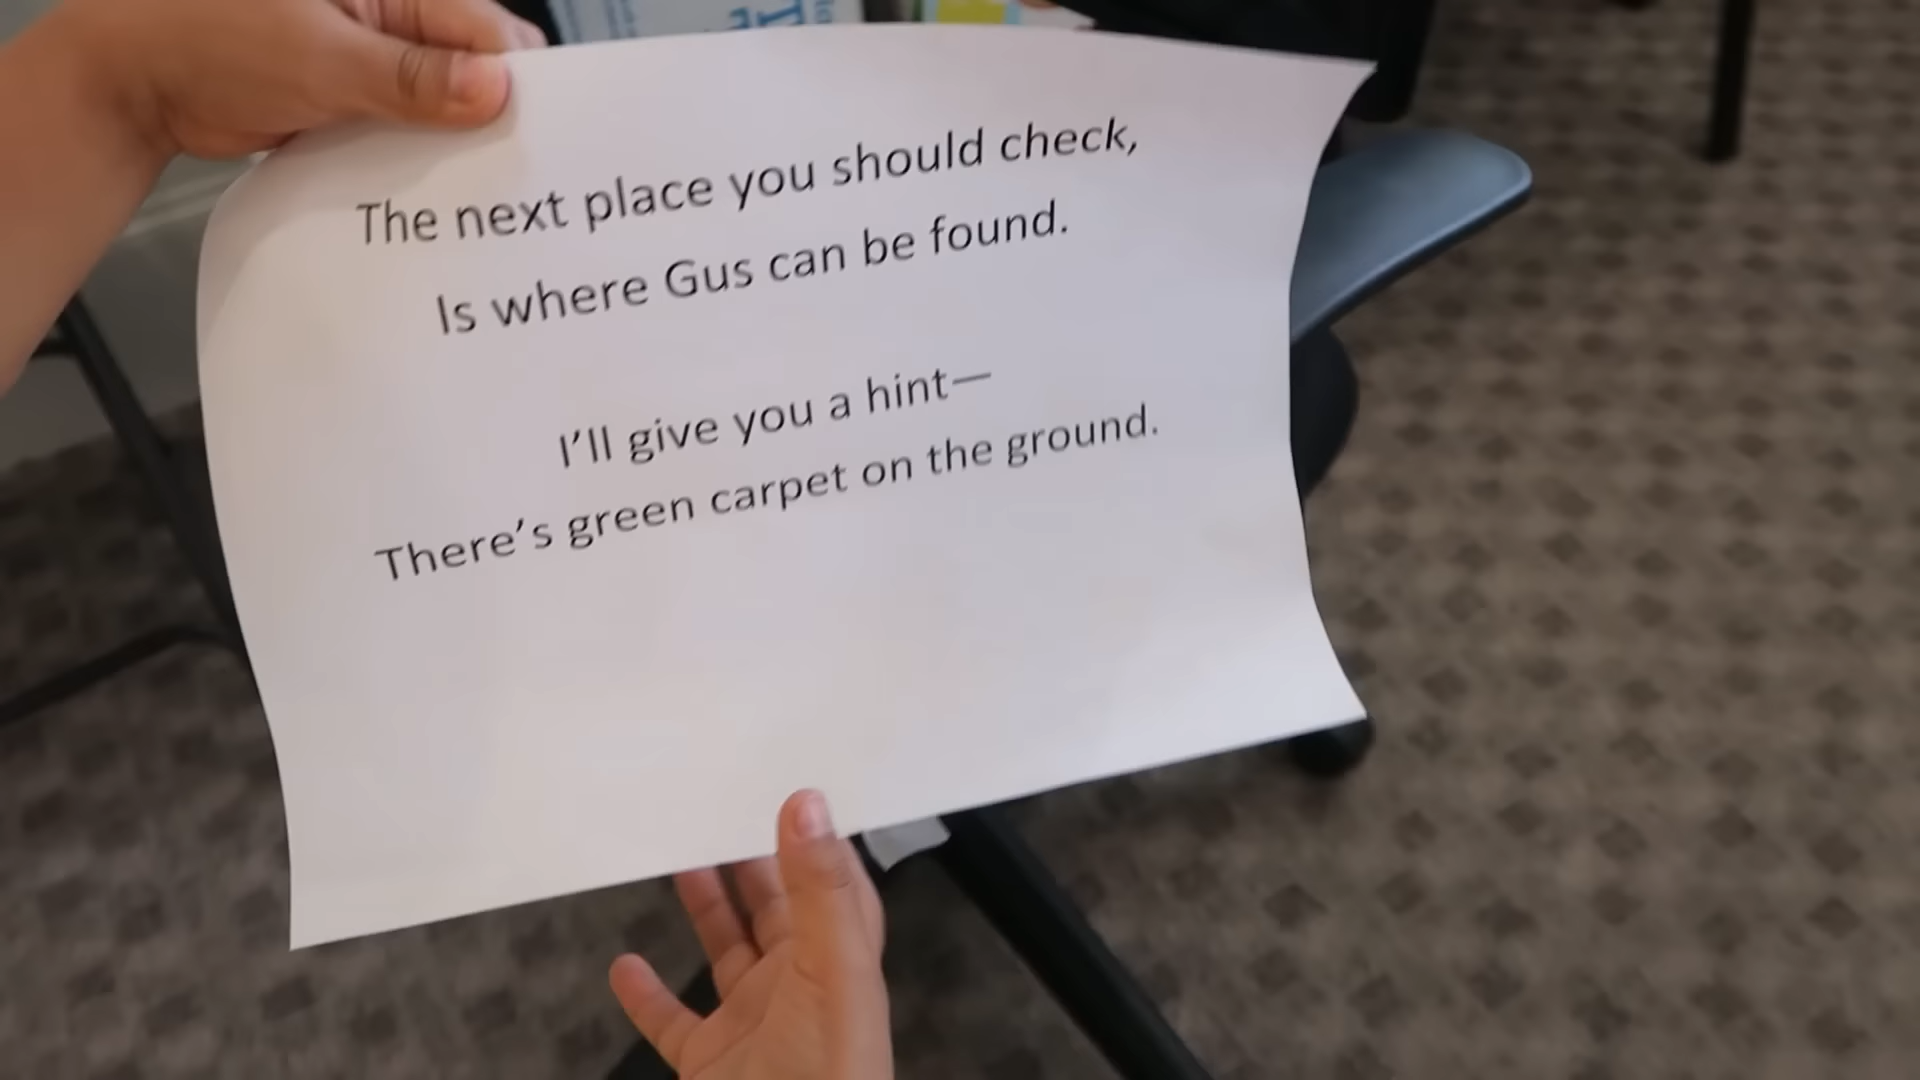 The next place you should check,
Is where Gus can be found.
I’ll give you a hint—
There’s green carpet on the ground.